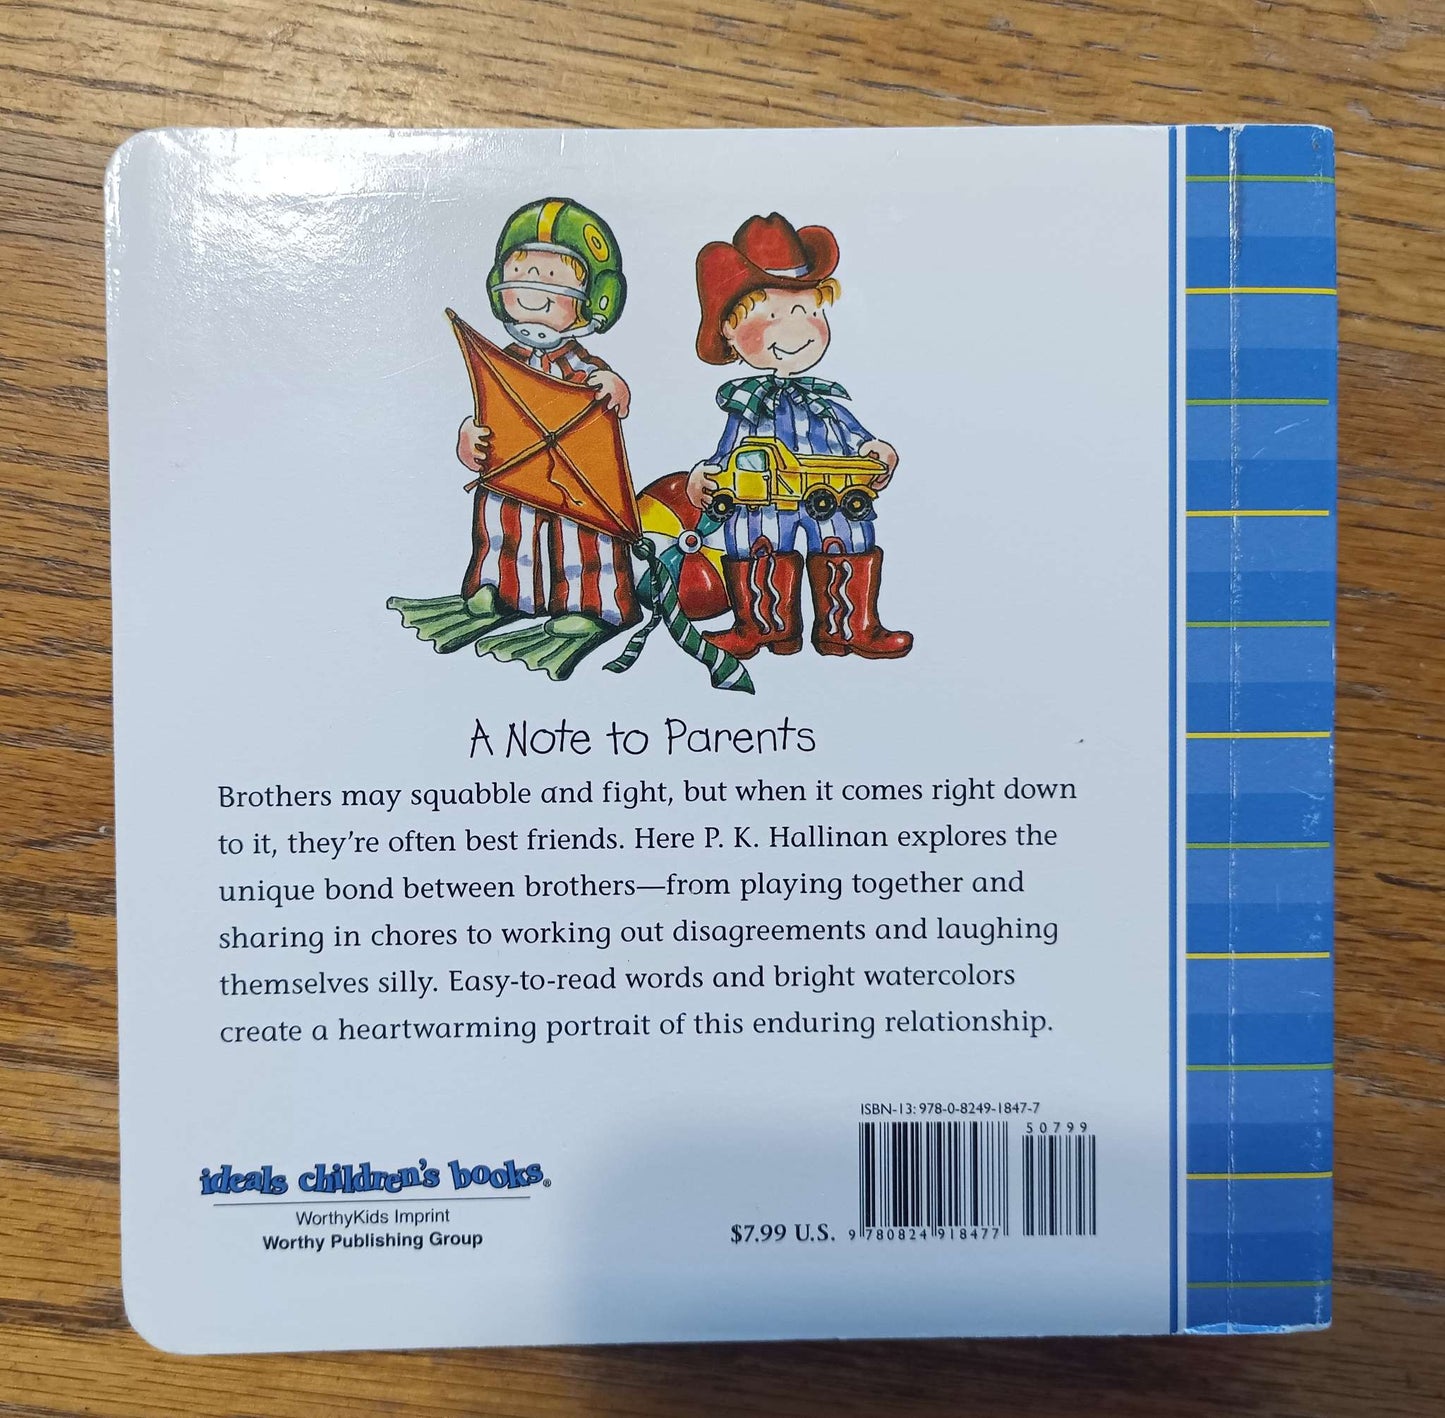 A Note to Parents
Brothers may squabble and fight, but when it comes right down
to it, they're often best friends. Here P. K. Hallinan explores the
unique bond between brothers—from playing together and
sharing in chores to working out disagreements and laughing
themselves silly. Easy-to-read words and bright watercolors
create a heartwarming portrait of this enduring relationship.
ideals children's books®
WorthyKids Imprint
Worthy Publishing Group
ISBN-13: 978-0-8249-1847-7
50799
$7.99 U.S.
9 780824 918477